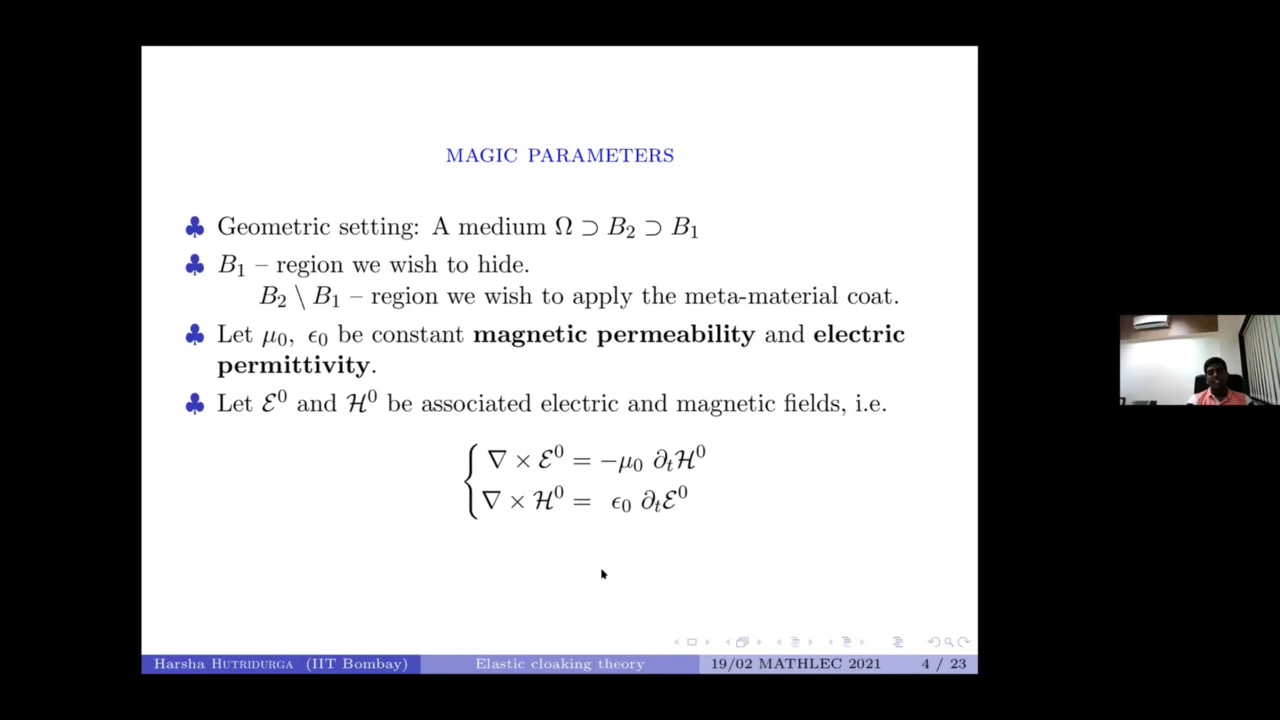 MAGIC PARAMETERS
♣ Geometric setting: A medium Ω ⊃ B₂ ⊃ B₁
♣ B₁ – region we wish to hide.
B₂ \ B₁ – region we wish to apply the meta-material coat.
♣ Let μ₀, ϵ₀ be constant magnetic permeability and electric
permittivity.
♣ Let ℰ⁰ and ℋ⁰ be associated electric and magnetic fields, i.e.
∇ × ℰ⁰ = −μ₀ ∂ₜℋ⁰
∇ × ℋ⁰ = ϵ₀ ∂ₜℰ⁰
Harsha HUTRIDURGA (IIT Bombay) Elastic cloaking theory 19/02 MATHLEC 2021 4 / 23